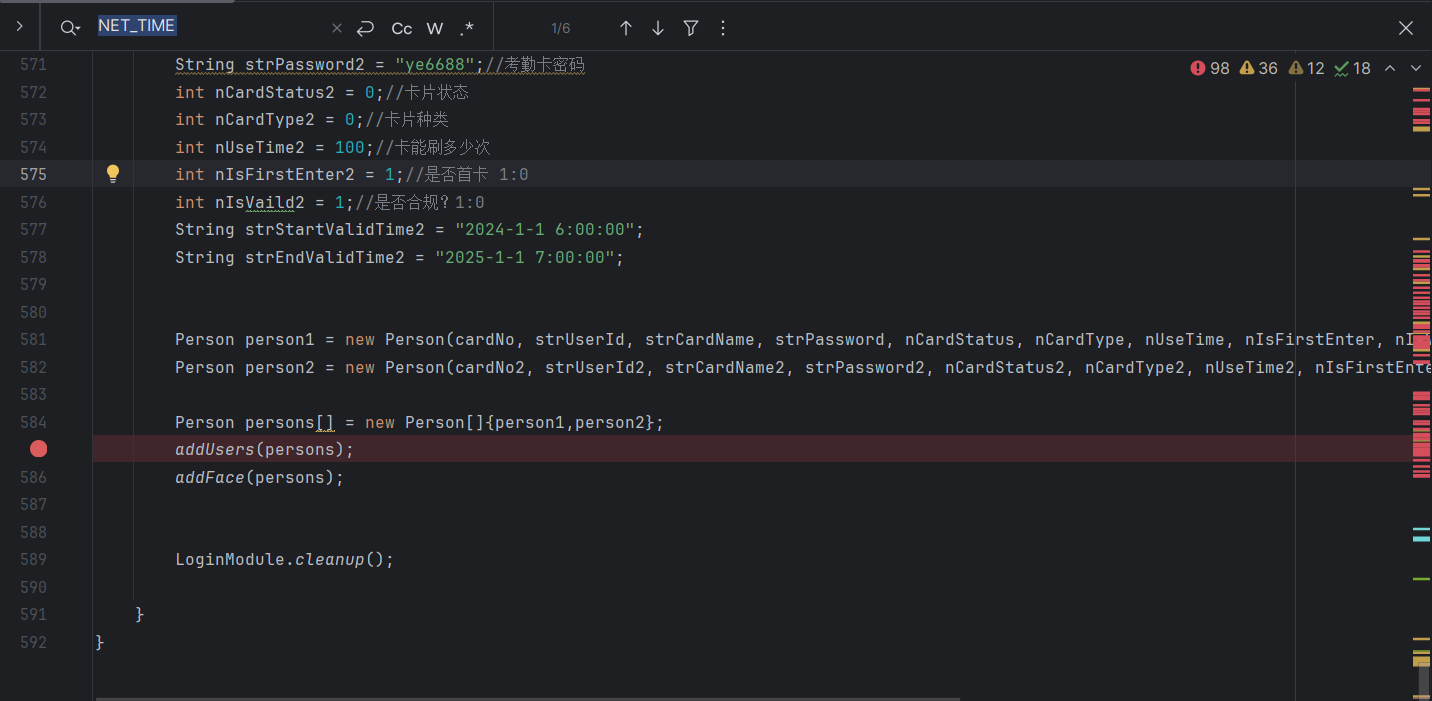 NET_TIME
Cc W .*
1/6
98 36 12 18
571 String strPassword2 = "ye6688";//考勤卡密码
572 int nCardStatus2 = 0;//卡片状态
573 int nCardType2 = 0;//卡片种类
574 int nUseTime2 = 100;//卡能刷多少次
575 int nIsFirstEnter2 = 1;//是否首卡 1:0
576 int nIsVaild2 = 1;//是否合规？1:0
577 String strStartValidTime2 = "2024-1-1 6:00:00";
578 String strEndValidTime2 = "2025-1-1 7:00:00";
579
580
581 Person person1 = new Person(cardNo, strUserId, strCardName, strPassword, nCardStatus, nCardType, nUseTime, nIsFirstEnter,
582 Person person2 = new Person(cardNo2, strUserId2, strCardName2, strPassword2, nCardStatus2, nCardType2, nUseTime2, nIsFirstEnte
583
584 Person persons[] = new Person[]{person1,person2};
addUsers(persons);
586 addFace(persons);
587
588
589 LoginModule.cleanup();
590
591 }
592 }